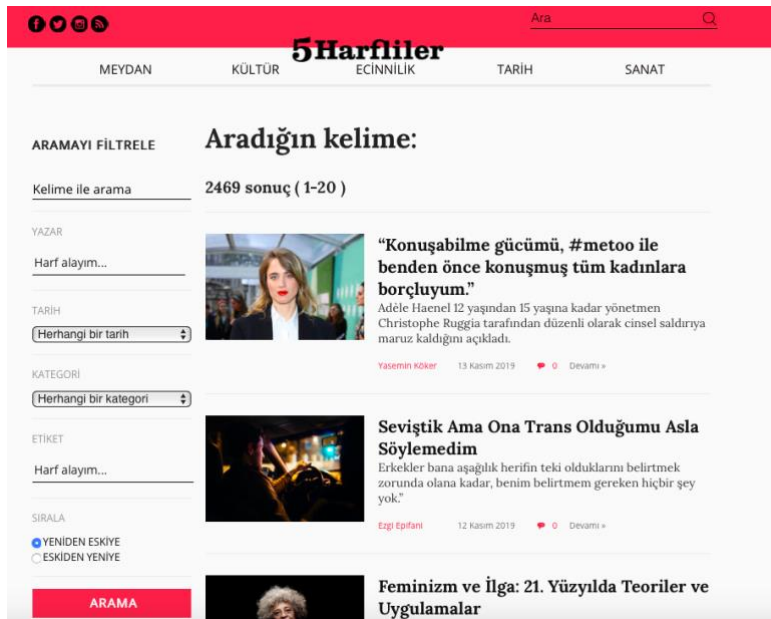 Ara
5Harfliler
MEYDAN
KÜLTÜR
ECİNNİLİK
TARİH
SANAT
ARAMAYI FİLTRELE
Kelime ile arama
YAZAR
Harf alayım...
TARİH
Herhangi bir tarih
KATEGORİ
Herhangi bir kategori
ETİKET
Harf alayım...
SIRALA
YENİDEN ESKİYE
ESKİDEN YENİYE
ARAMA
Aradığın kelime:
2469 sonuç ( 1-20 )
“Konuşabilme gücümü, #metoo ile
benden önce konuşmuş tüm kadınlara
borçluyum.”
Adèle Haenel 12 yaşından 15 yaşına kadar yönetmen
Christophe Ruggia tarafından düzenli olarak cinsel saldırıya
maruz kaldığını açıkladı.
Yasemin Köker 13 Kasım 2019 0 Devamı »
Seviştik Ama Ona Trans Olduğumu Asla
Söylemedim
Erkekler bana aşağılık herifin teki olduklarını belirtmek
zorunda olana kadar, benim belirtmem gereken hiçbir şey
yok.”
Ezgi Epifani 12 Kasım 2019 0 Devamı »
Feminizm ve İlga: 21. Yüzyılda Teoriler ve
Uygulamalar